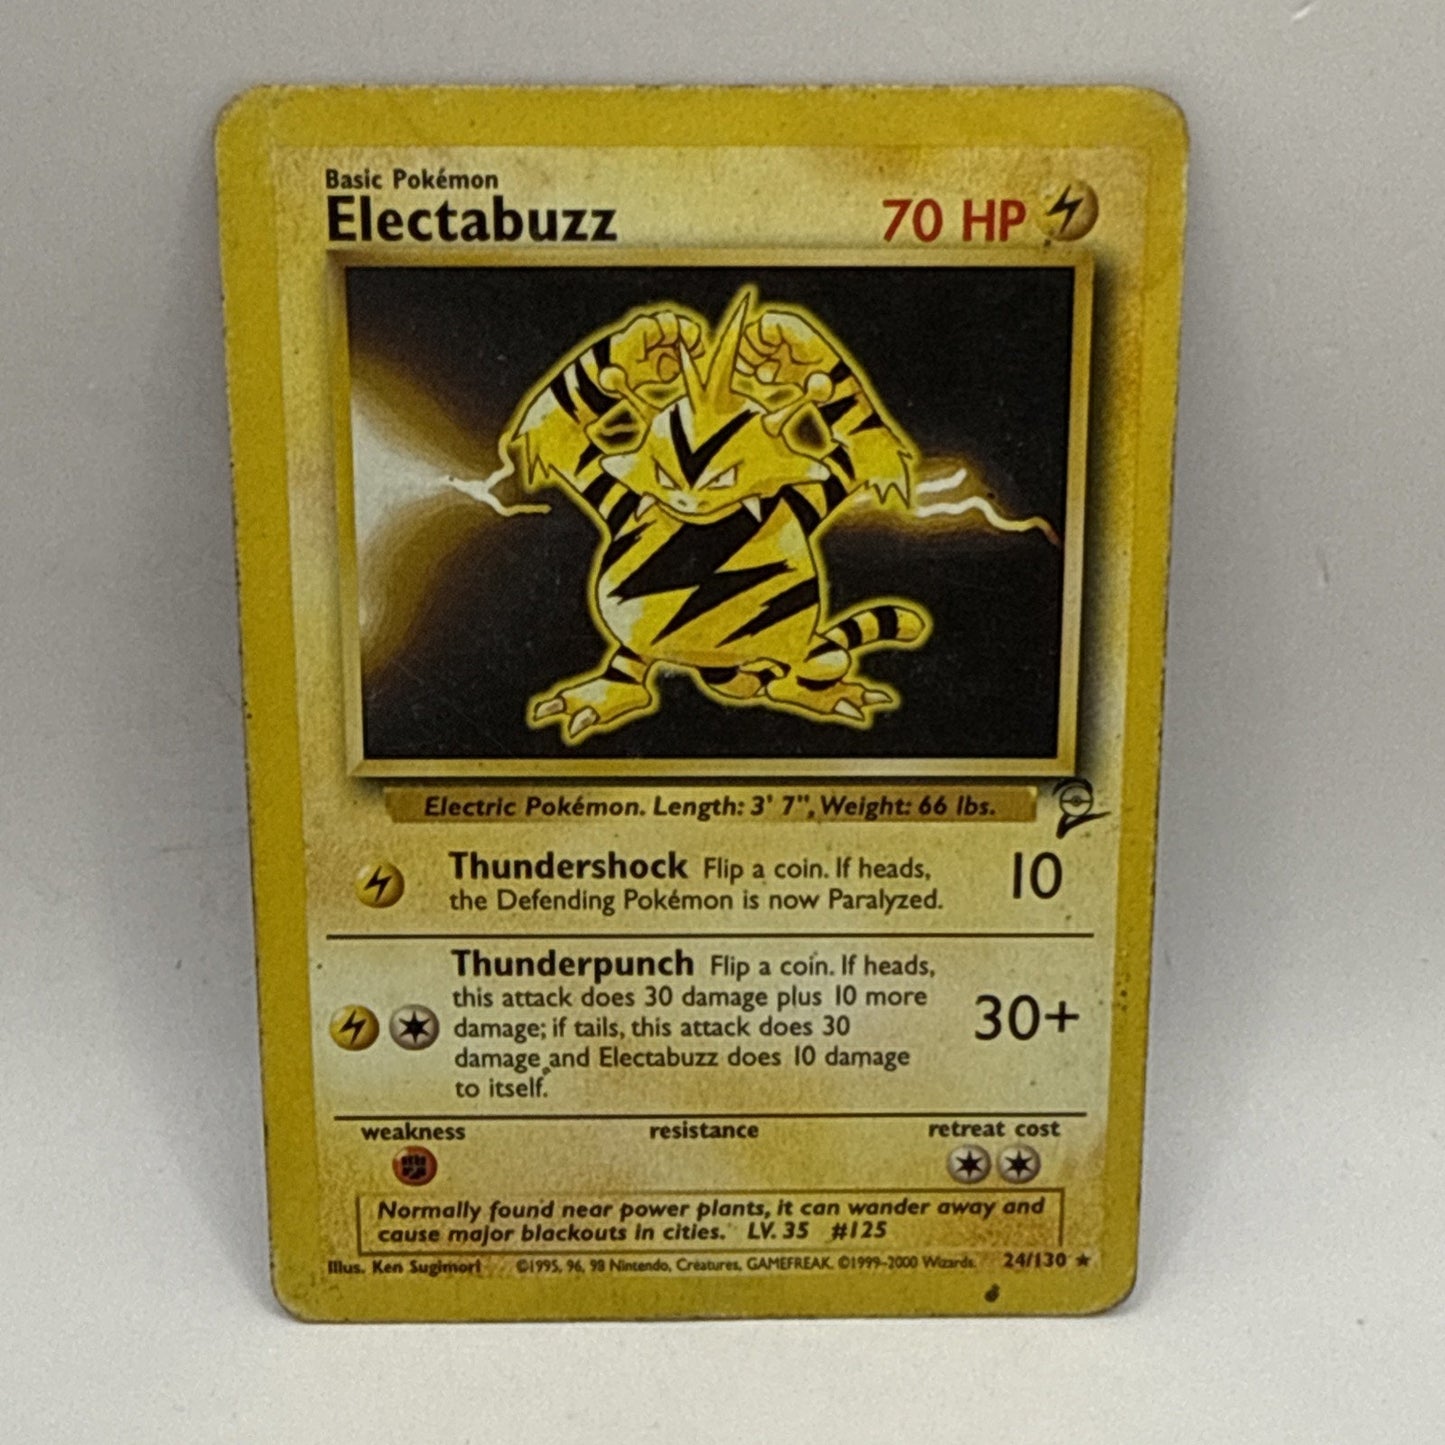 Basic Pokémon
Electabuzz
70 HP
Electric Pokémon. Length: 3' 7", Weight: 66 lbs.
Thundershock Flip a coin. If heads,
the Defending Pokémon is now Paralyzed.
10
Thunderpunch Flip a coin. If heads,
this attack does 30 damage plus 10 more
damage; if tails, this attack does 30
damage and Electabuzz does 10 damage
to itself.
30+
weakness resistance retreat cost
Normally found near power plants, it can wander away and
cause major blackouts in cities. LV. 35 #125
Illus. Ken Sugimori ©1995, 96, 98 Nintendo, Creatures, GAMEFREAK. ©1999-2000 Wizards. 24/130 ★